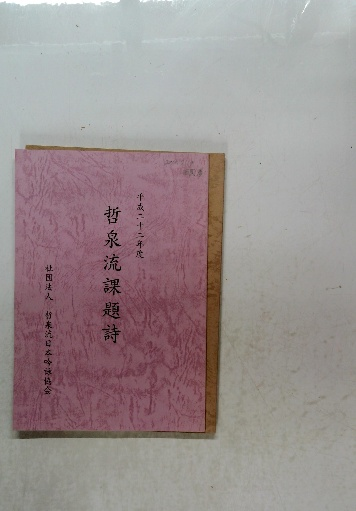 平成二十二年度
哲泉流課題詩
社団法人 哲泉流日本吟詠協会